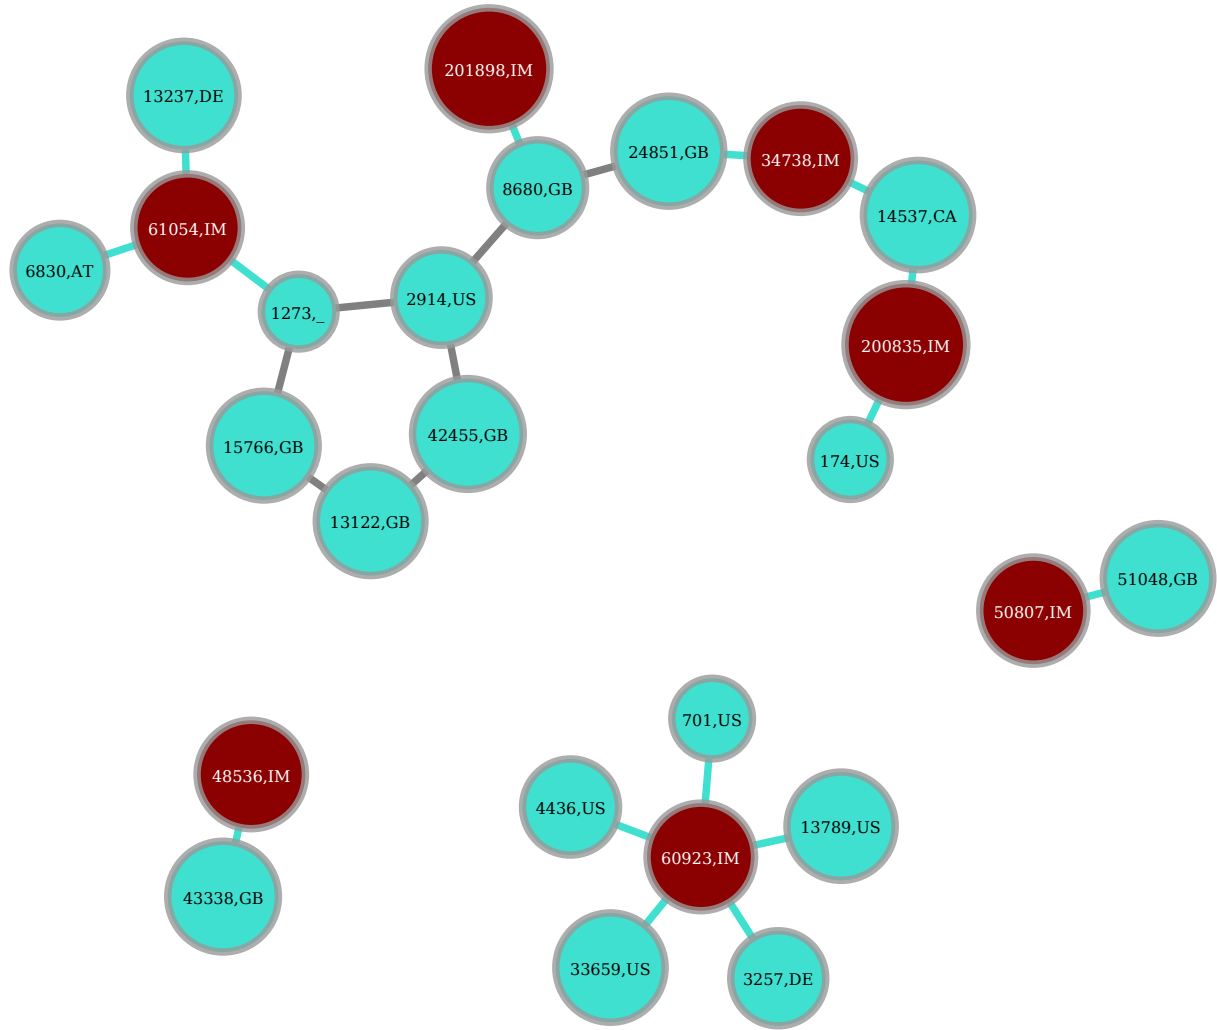 201898,IM
13237,DE
24851,GB
34738,IM
8680,GB
14537,CA
61054,IM
6830,AT
2914,US
1273,_
200835,IM
42455,GB
15766,GB
174,US
13122,GB
51048,GB
50807,IM
701,US
48536,IM
4436,US
13789,US
60923,IM
43338,GB
33659,US
3257,DE